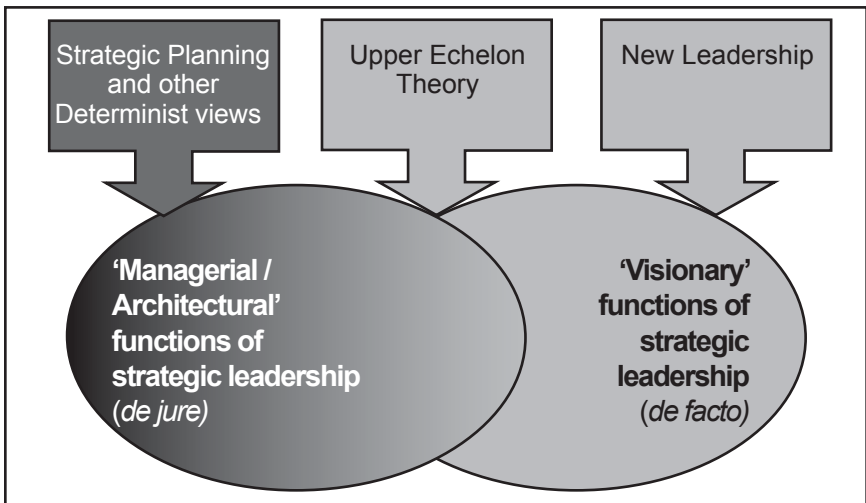 Strategic Planning
and other
Determinist views
Upper Echelon
Theory
New Leadership
‘Managerial /
Architectural’
functions of
strategic leadership
(de jure)
‘Visionary’
functions of
strategic
leadership
(de facto)